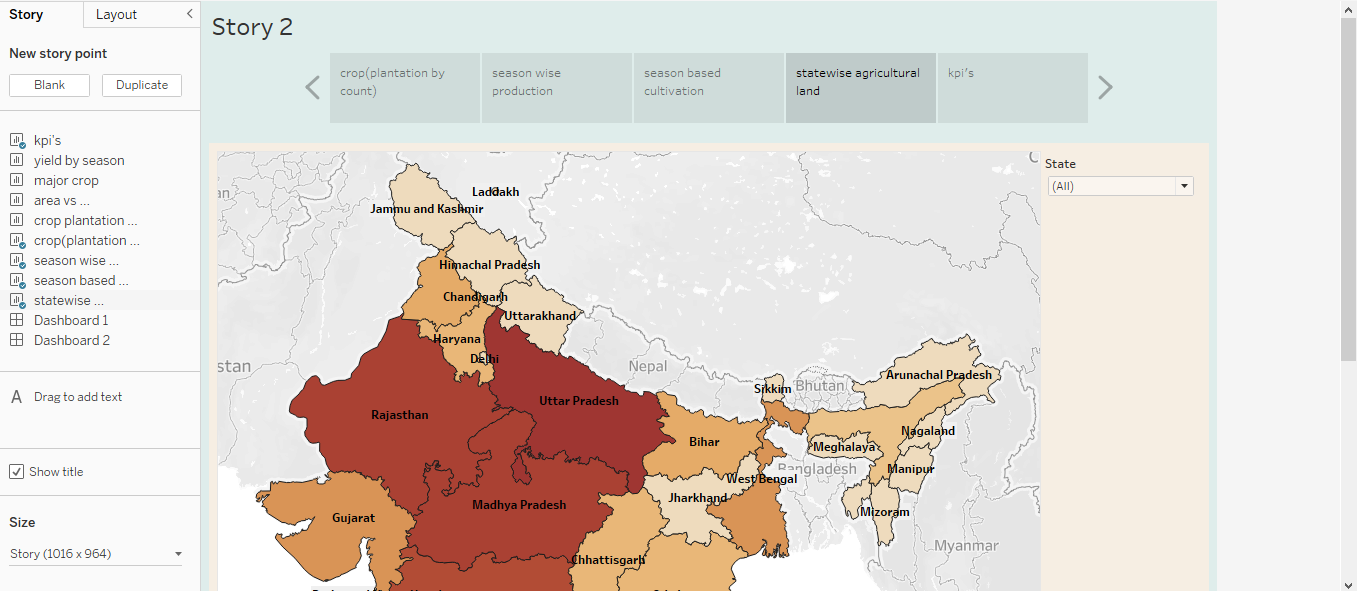 Story
Layout
New story point
Blank
Duplicate
kpi's
yield by season
major crop
area vs ...
crop plantation ...
crop(plantation ...
season wise ...
season based ...
statewise ...
Dashboard 1
Dashboard 2
A Drag to add text
Show title
Size
Story (1016 x 964)
Story 2
crop(plantation by
count)
season wise
production
season based
cultivation
statewise agricultural
land
kpi's
State
(All)
Laddakh
Jammu and Kashmir
Himachal Pradesh
Chandigarh
Uttarakhand
Haryana
Delhi
stan
Nepal
Sikkim
Bhutan
Arunachal Pradesh
Rajasthan
Uttar Pradesh
Bihar
Nagaland
Meghalaya
Bangladesh
Manipur
West Bengal
Jharkhand
Madhya Pradesh
Mizoram
Gujarat
Myanmar
Chhattisgarh